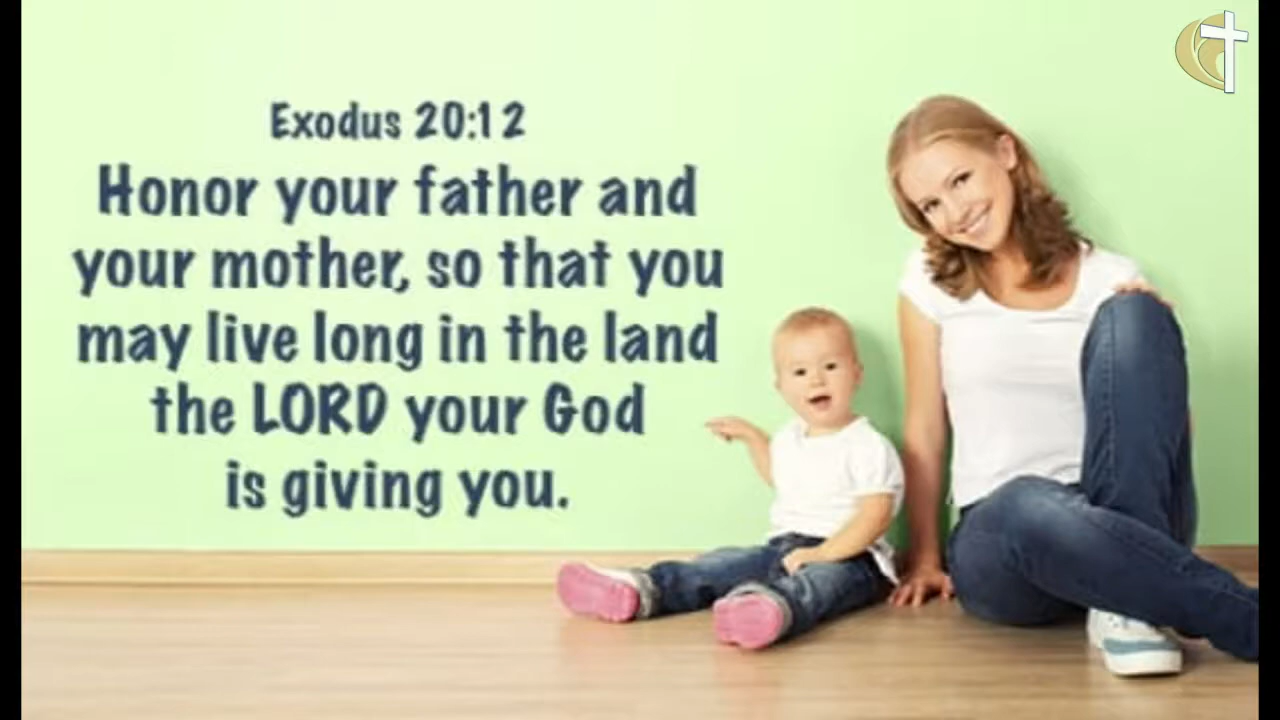 Exodus 20:12
Honor your father and
your mother, so that you
may live long in the land
the LORD your God
is giving you.